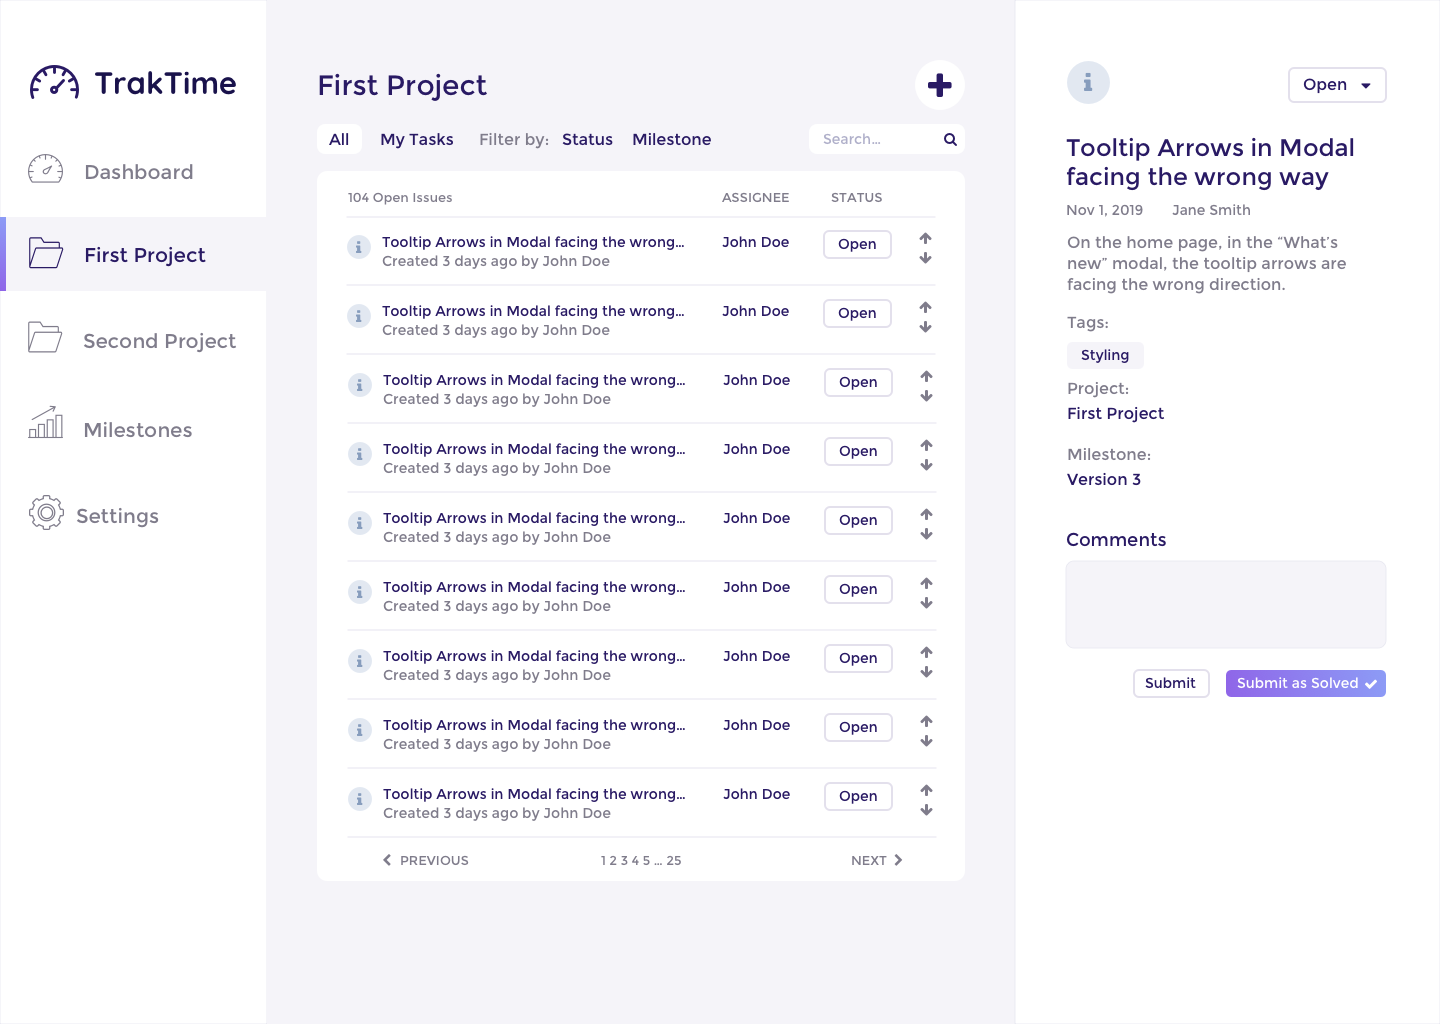 TrakTime
Dashboard
First Project
Second Project
Milestones
Settings
First Project
All My Tasks Filter by: Status Milestone Search...
104 Open Issues ASSIGNEE STATUS
Tooltip Arrows in Modal facing the wrong... John Doe Open
Created 3 days ago by John Doe
Tooltip Arrows in Modal facing the wrong... John Doe Open
Created 3 days ago by John Doe
Tooltip Arrows in Modal facing the wrong... John Doe Open
Created 3 days ago by John Doe
Tooltip Arrows in Modal facing the wrong... John Doe Open
Created 3 days ago by John Doe
Tooltip Arrows in Modal facing the wrong... John Doe Open
Created 3 days ago by John Doe
Tooltip Arrows in Modal facing the wrong... John Doe Open
Created 3 days ago by John Doe
Tooltip Arrows in Modal facing the wrong... John Doe Open
Created 3 days ago by John Doe
Tooltip Arrows in Modal facing the wrong... John Doe Open
Created 3 days ago by John Doe
Tooltip Arrows in Modal facing the wrong... John Doe Open
Created 3 days ago by John Doe
PREVIOUS 1 2 3 4 5 ... 25 NEXT
Open
Tooltip Arrows in Modal
facing the wrong way
Nov 1, 2019 Jane Smith
On the home page, in the “What’s
new” modal, the tooltip arrows are
facing the wrong direction.
Tags:
Styling
Project:
First Project
Milestone:
Version 3
Comments
Submit Submit as Solved